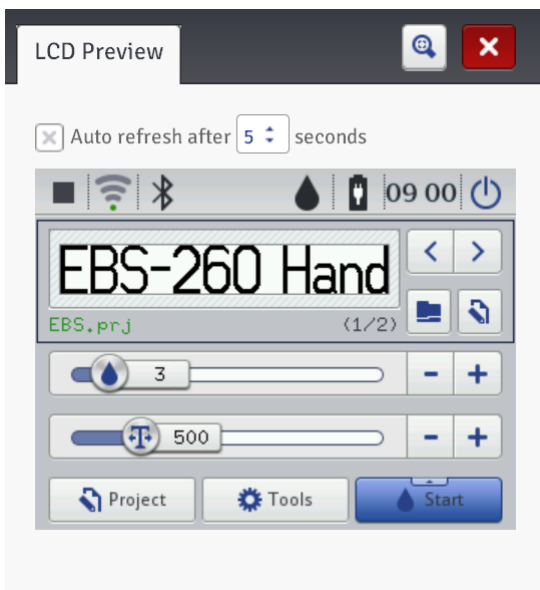 LCD Preview
Auto refresh after 5 seconds
09 00
EBS-260 Hand
EBS.prj (1/2)
3
500
Project Tools Start